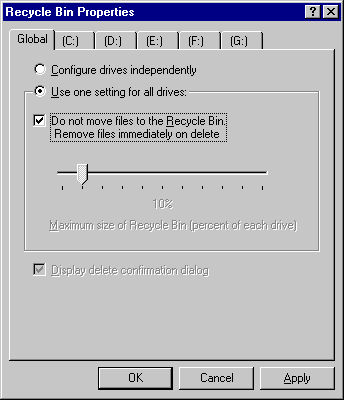 Recycle Bin Properties
Global (C:) (D:) (E:) (F:) (G:)
Configure drives independently
Use one setting for all drives:
Do not move files to the Recycle Bin.
Remove files immediately on delete
10%
Maximum size of Recycle Bin (percent of each drive)
Display delete confirmation dialog
OK Cancel Apply